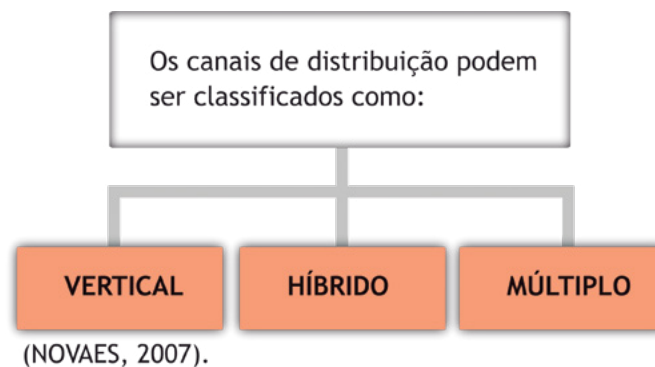 Os canais de distribuição podem
ser classificados como:
VERTICAL
HÍBRIDO
MÚLTIPLO
(NOVAES, 2007).